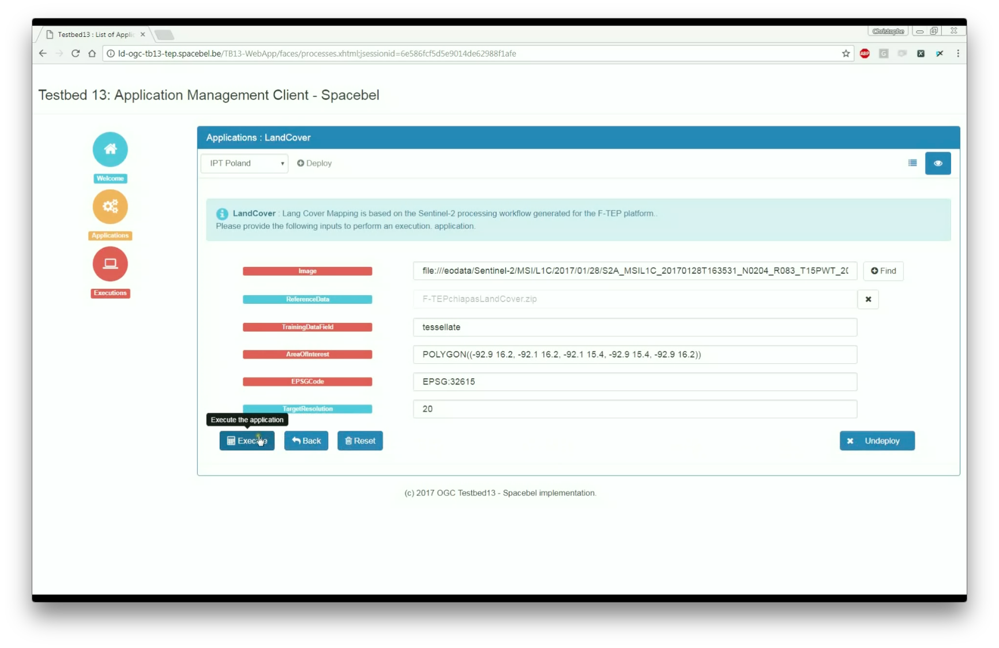 Testbed13 : List of Applic
Christophe
ld-ogc-tb13-tep.spacebel.be/TB13-WebApp/faces/processes.xhtml;jsessionid=6e586fcf5d5e9014de62988f1afe
ABP
G
X
Testbed 13: Application Management Client - Spacebel
Welcome
Applications
Executions
Applications : LandCover
IPT Poland
Deploy
LandCover : Lang Cover Mapping is based on the Sentinel-2 processing workflow generated for the F-TEP platform..
Please provide the following inputs to perform an execution. application.
Image
file:///eodata/Sentinel-2/MSI/L1C/2017/01/28/S2A_MSIL1C_20170128T163531_N0204_R083_T15PWT_20
Find
ReferenceData
F-TEPchiapasLandCover.zip
TrainingDataField
tessellate
AreaOfInterest
POLYGON((-92.9 16.2, -92.1 16.2, -92.1 15.4, -92.9 15.4, -92.9 16.2))
EPSGCode
EPSG:32615
TargetResolution
20
Execute the application
Execute
Back
Reset
Undeploy
(c) 2017 OGC Testbed13 - Spacebel implementation.